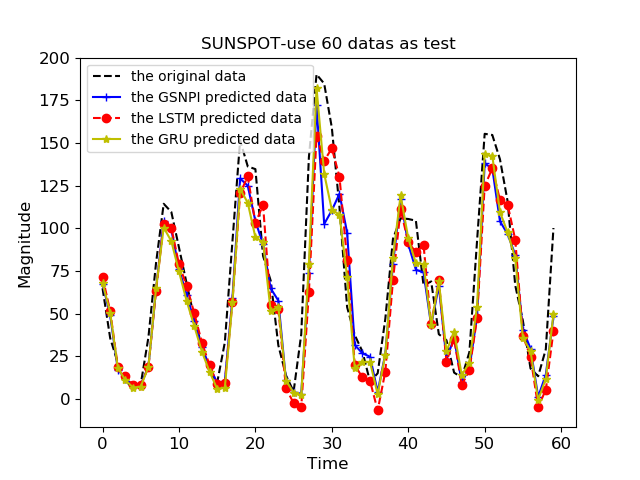 SUNSPOT-use 60 datas as test
200
175
150
125
100
75
50
25
0
Magnitude
the original data
the GSNPI predicted data
the LSTM predicted data
the GRU predicted data
0 10 20 30 40 50 60
Time